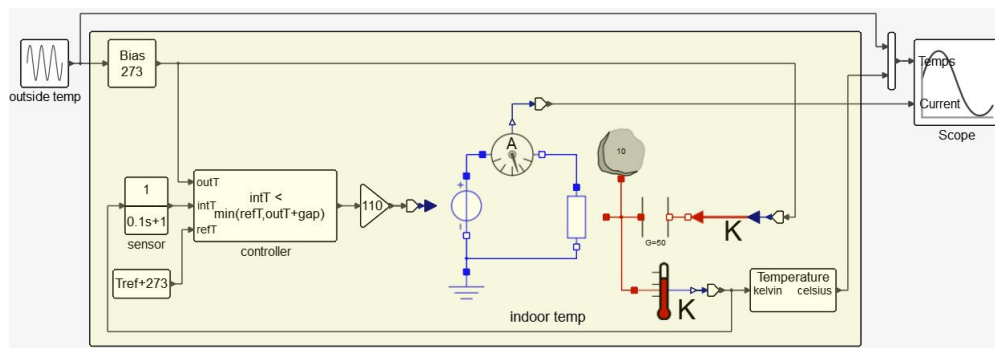 outside temp
Bias
273
Temps
Current
Scope
1
0.1s+1
sensor
outT
intT
refT
intT <
min(refT,outT+gap)
controller
110
A
+
10
G=50
K
Tref+273
K
Temperature
kelvin celsius
indoor temp